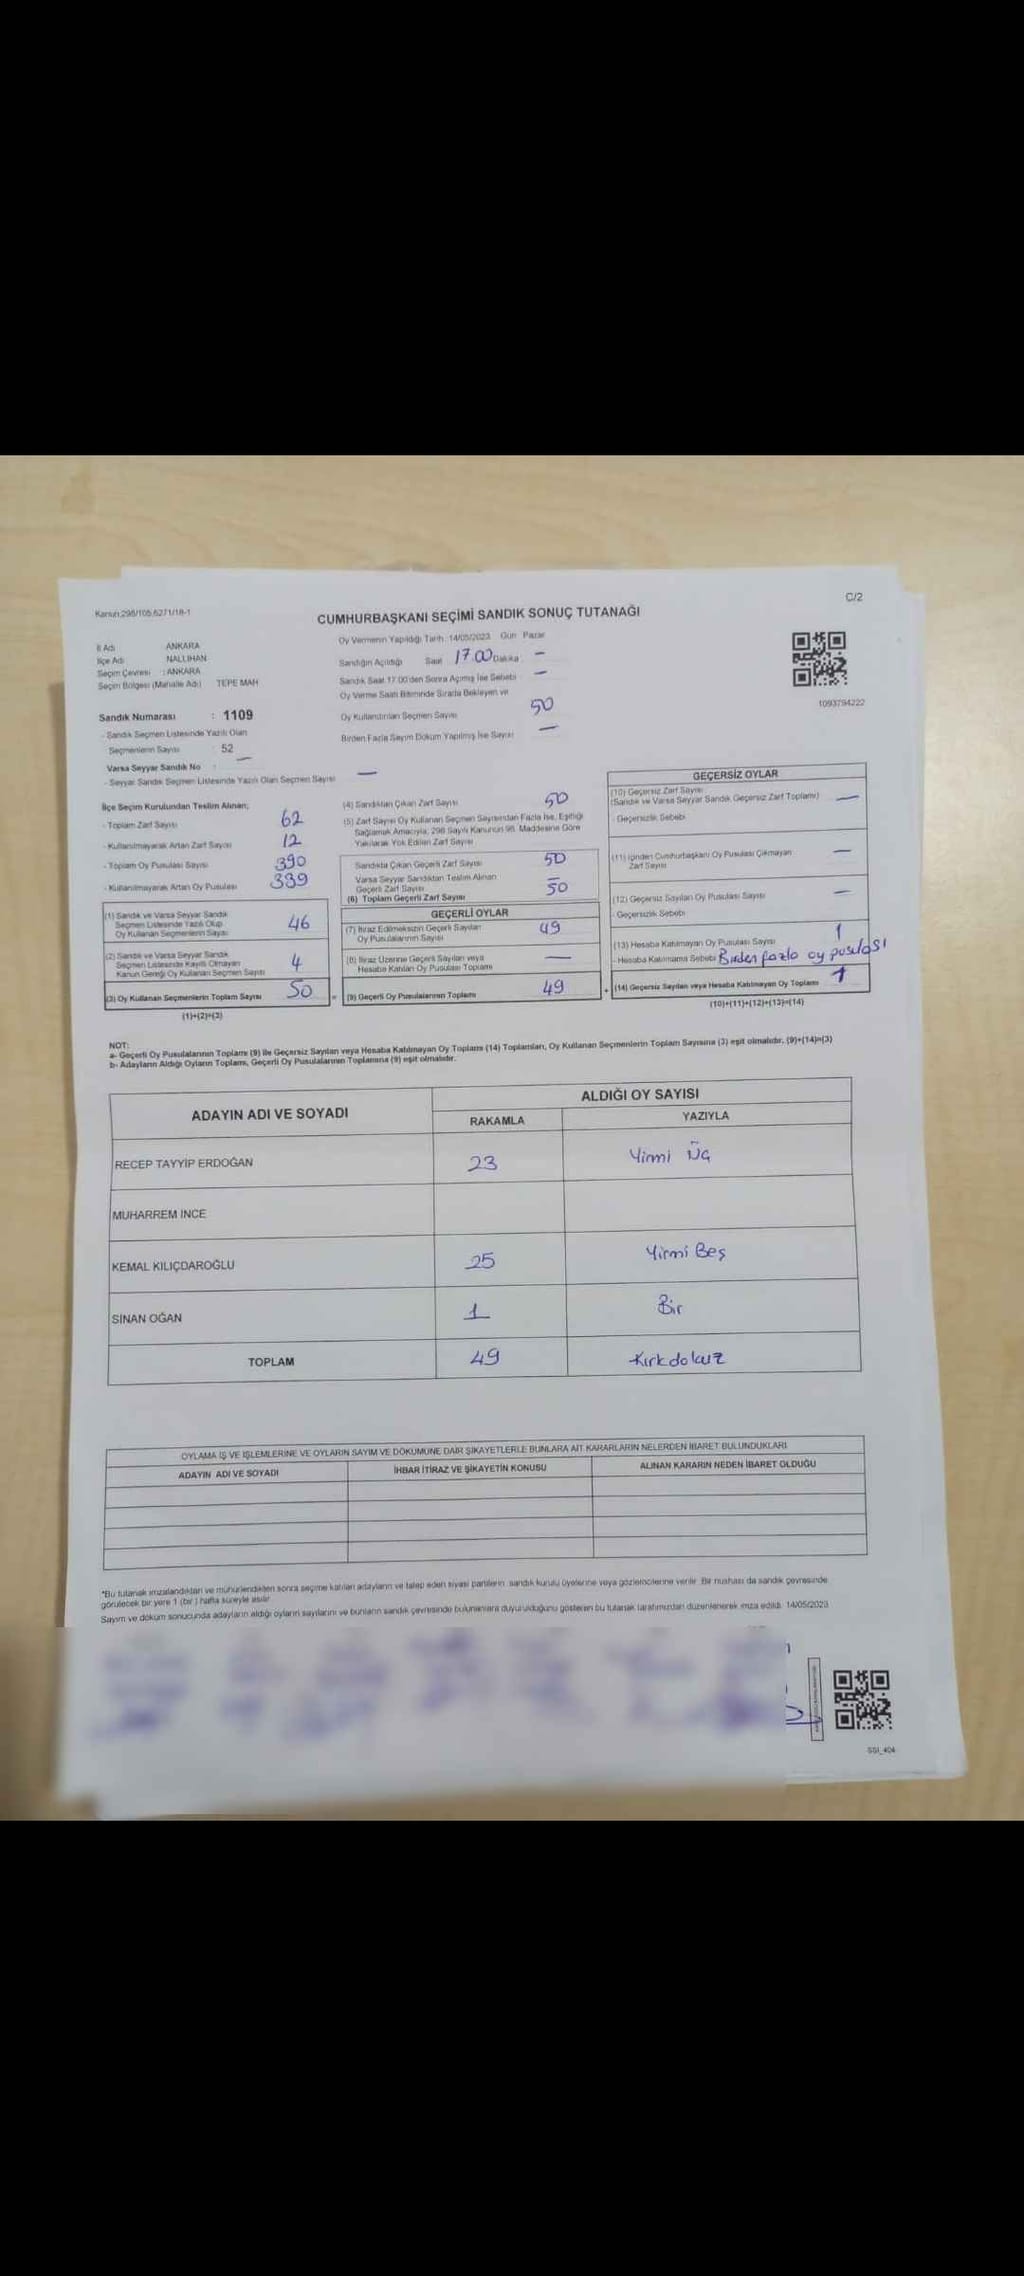 Kanun:298/105,6271/18-1
C/2
CUMHURBAŞKANI SEÇİMİ SANDIK SONUÇ TUTANAĞI
İl Adı ANKARA
İlçe Adı NALLIHAN
Seçim Çevresi : ANKARA
Seçim Bölgesi (Mahalle Adı) TEPE MAH
Oy Vermenin Yapıldığı Tarih :14/05/2023 Gün Pazar
Sandığın Açıldığı Saat 17.00 Dakika : -
Sandık Saat 17:00'den Sonra Açılmış İse Sebebi -
Oy Verme Saati Bitiminde Sırada Bekleyen ve
Oy Kullandırılan Seçmen Sayısı 50
Birden Fazla Sayım Döküm Yapılmış İse Sayısı -
1093794222
Sandık Numarası : 1109
- Sandık Seçmen Listesinde Yazılı Olan
Seçmenlerin Sayısı : 52
Varsa Seyyar Sandık No : -
- Seyyar Sandık Seçmen Listesinde Yazılı Olan Seçmen Sayısı -
İlçe Seçim Kurulundan Teslim Alınan;
- Toplam Zarf Sayısı 62
- Kullanılmayarak Artan Zarf Sayısı 12
- Toplam Oy Pusulası Sayısı 390
- Kullanılmayarak Artan Oy Pusulası 339
(1) Sandık ve Varsa Seyyar Sandık
Seçmen Listesinde Yazılı Olup
Oy Kullanan Seçmenlerin Sayısı 46
(2) Sandık ve Varsa Seyyar Sandık
Seçmen Listesinde Kayıtlı Olmayan
Kanun Gereği Oy Kullanan Seçmen Sayısı 4
(3) Oy Kullanan Seçmenlerin Toplam Sayısı 50
(1)+(2)=(3)
(4) Sandıktan Çıkan Zarf Sayısı 50
(5) Zarf Sayısı Oy Kullanan Seçmen Sayısından Fazla İse, Eşitliği
Sağlamak Amacıyla, 298 Sayılı Kanunun 98. Maddesine Göre
Yakılarak Yok Edilen Zarf Sayısı
Sandıkta Çıkan Geçerli Zarf Sayısı 50
Varsa Seyyar Sandıktan Teslim Alınan
Geçerli Zarf Sayısı -
(6) Toplam Geçerli Zarf Sayısı 50
GEÇERLİ OYLAR
(7) İtiraz Edilmeksizin Geçerli Sayılan
Oy Pusulalarının Sayısı 49
(8) İtiraz Üzerine Geçerli Sayılan veya
Hesaba Katılan Oy Pusulası Toplamı -
= (9) Geçerli Oy Pusulalarının Toplamı 49
GEÇERSİZ OYLAR
(10) Geçersiz Zarf Sayısı
(Sandık ve Varsa Seyyar Sandık Geçersiz Zarf Toplamı) -
- Geçersizlik Sebebi
(11) İçinden Cumhurbaşkanı Oy Pusulası Çıkmayan
Zarf Sayısı -
(12) Geçersiz Sayılan Oy Pusulası Sayısı -
- Geçersizlik Sebebi
(13) Hesaba Katılmayan Oy Pusulası Sayısı 1
- Hesaba Katılmama Sebebi Birden fazla oy pusulası
+ (14) Geçersiz Sayılan veya Hesaba Katılmayan Oy Toplamı 1
(10)+(11)+(12)+(13)=(14)
NOT:
a- Geçerli Oy Pusulalarının Toplamı (9) ile Geçersiz Sayılan veya Hesaba Katılmayan Oy Toplamı (14) Toplamları, Oy Kullanan Seçmenlerin Toplam Sayısına (3) eşit olmalıdır. (9)+(14)=(3)
b- Adayların Aldığı Oyların Toplamı, Geçerli Oy Pusulalarının Toplamına (9) eşit olmalıdır.
ADAYIN ADI VE SOYADI ALDIĞI OY SAYISI
RAKAMLA YAZIYLA
RECEP TAYYİP ERDOĞAN 23 Yirmi Üç
MUHARREM İNCE
KEMAL KILIÇDAROĞLU 25 Yirmi Beş
SİNAN OĞAN 1 Bir
TOPLAM 49 Kırkdokuz
OYLAMA İŞ VE İŞLEMLERİNE VE OYLARIN SAYIM VE DÖKÜMÜNE DAİR ŞİKAYETLERLE BUNLARA AİT KARARLARIN NELERDEN İBARET BULUNDUKLARI
ADAYIN ADI VE SOYADI İHBAR İTİRAZ VE ŞİKAYETİN KONUSU ALINAN KARARIN NEDEN İBARET OLDUĞU
*Bu tutanak imzalandıktan ve mühürlendikten sonra seçime katılan adayların ve talep eden siyasi partilerin sandık kurulu üyelerine veya gözlemcilerine verilir. Bir nüshası da sandık çevresinde
görülecek bir yere 1 (bir) hafta süreyle asılır.
Sayım ve döküm sonucunda adayların aldığı oyların sayılarını ve bunların sandık çevresinde bulunanlara duyurulduğunu gösteren bu tutanak tarafımızdan düzenlenerek imza edildi. 14/05/2023
SSI_404